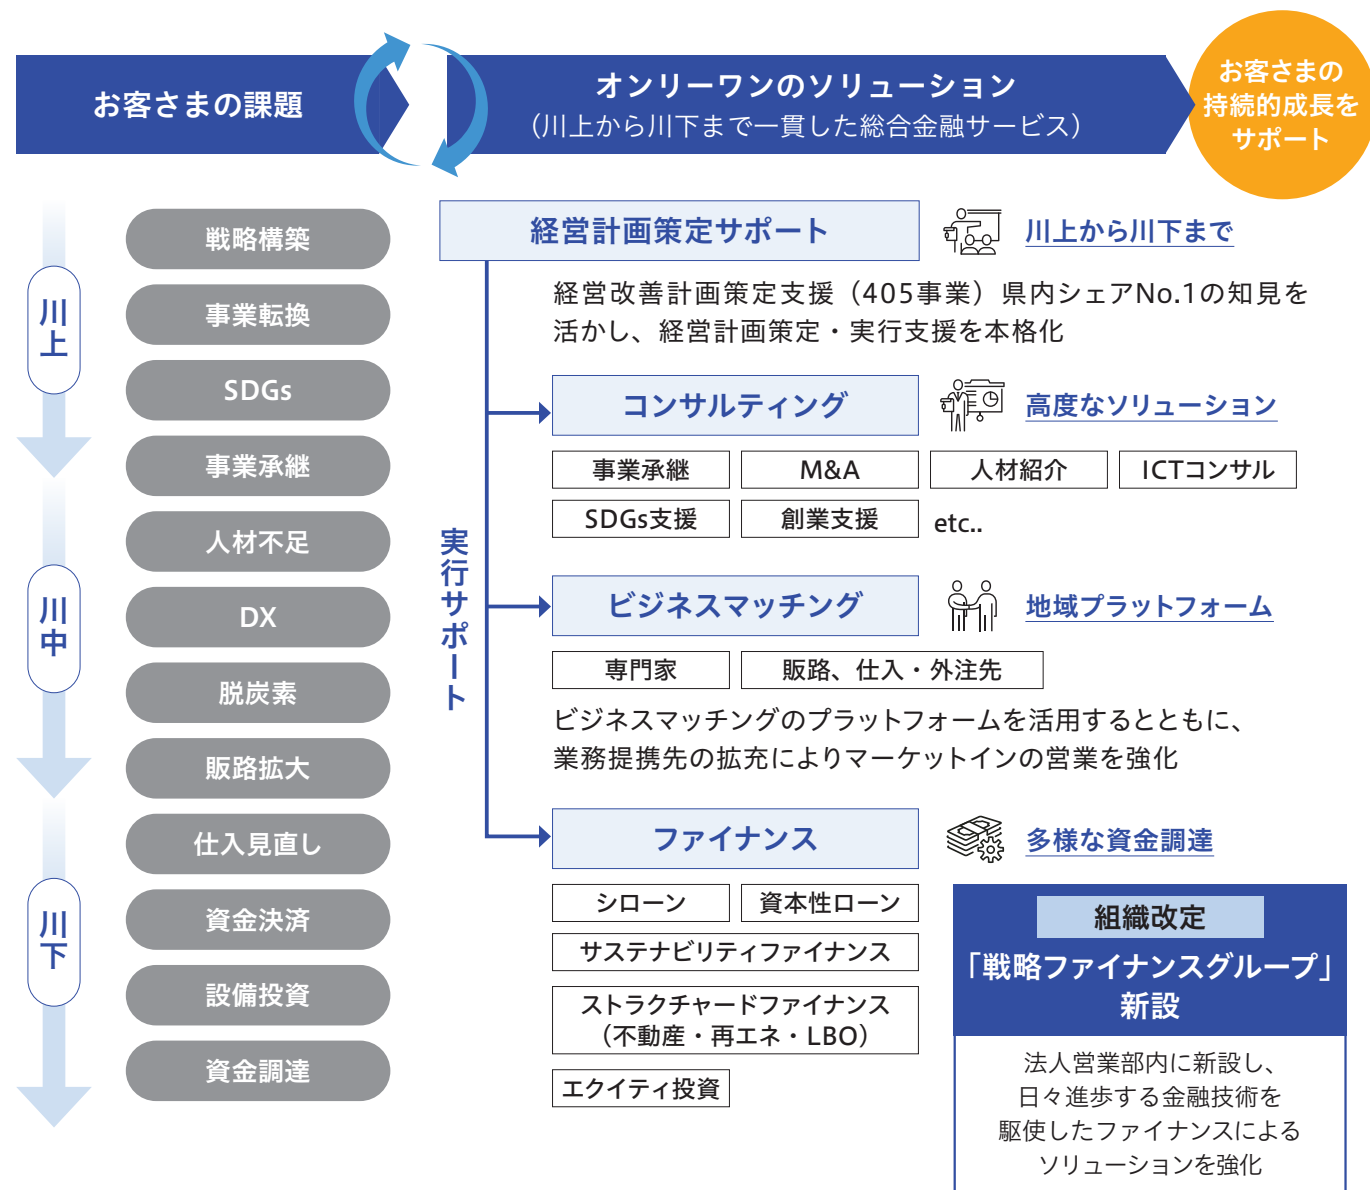 お客さまの課題
オンリーワンのソリューション
（川上から川下まで一貫した総合金融サービス）
お客さまの
持続的成長を
サポート
川上
川中
川下
戦略構築
事業転換
SDGs
事業承継
人材不足
DX
脱炭素
販路拡大
仕入見直し
資金決済
設備投資
資金調達
実行サポート
経営計画策定サポート
川上から川下まで
経営改善計画策定支援（405事業）県内シェアNo.1の知見を
活かし、経営計画策定・実行支援を本格化
コンサルティング
高度なソリューション
事業承継
M&A
人材紹介
ICTコンサル
SDGs支援
創業支援
etc..
ビジネスマッチング
地域プラットフォーム
専門家
販路、仕入・外注先
ビジネスマッチングのプラットフォームを活用するとともに、
業務提携先の拡充によりマーケットインの営業を強化
ファイナンス
多様な資金調達
シローン
資本性ローン
サステナビリティファイナンス
ストラクチャードファイナンス
（不動産・再エネ・LBO）
エクイティ投資
組織改定
「戦略ファイナンスグループ」
新設
法人営業部内に新設し、
日々進歩する金融技術を
駆使したファイナンスによる
ソリューションを強化